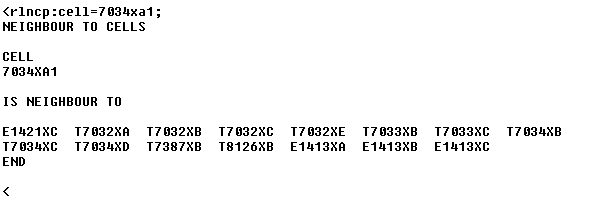 <rlncp:cell=7034xa1;
NEIGHBOUR TO CELLS
CELL
7034XA1
IS NEIGHBOUR TO
E1421XC T7032XA T7032XB T7032XC T7032XE T7033XB T7033XC T7034XB
T7034XC T7034XD T7387XB T8126XB E1413XA E1413XB E1413XC
END
<